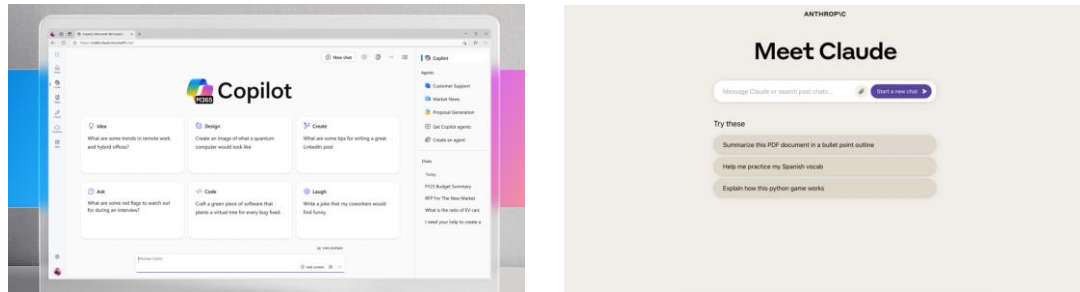 New chat
Copilot
M365
Copilot
Agents
Customer Support
Market News
Proposal Generation
Get Copilot agents
Create an agent
Idea
What are some trends in remote work
and hybrid offices?
Design
Create an image of what a quantum
computer would look like
Create
What are some tips for writing a great
LinkedIn post
Ask
What are some red flags to watch out
for during an interview?
Code
Craft a green piece of software that
plants a virtual tree for every bug fixed.
Laugh
Write a joke that my coworkers would
find funny.
Chats
Today
FY25 Budget Summary
RFP For The New Market
What is the ratio of EV cars
I need your help to create a
View prompts
Message Copilot
Add content
ANTHROP\C
Meet Claude
Message Claude or search past chats...
Start a new chat
Try these
Summarize this PDF document in a bullet point outline
Help me practice my Spanish vocab
Explain how this python game works